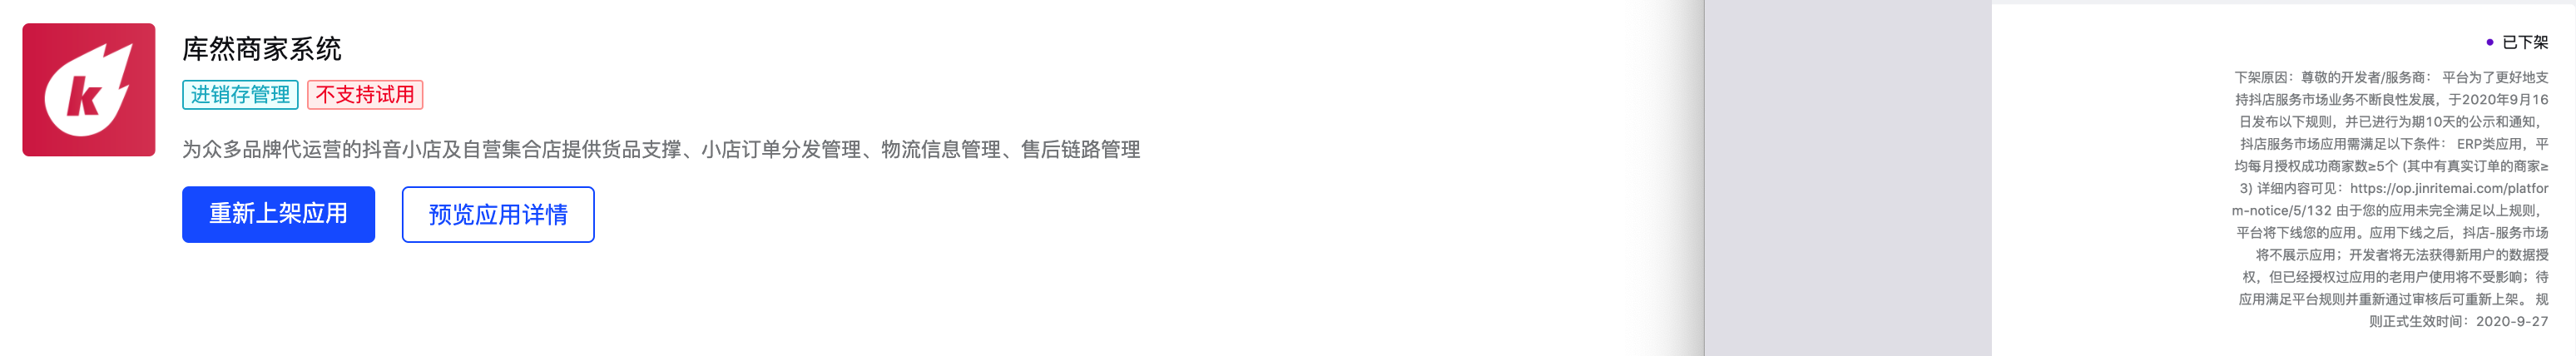 k
库然商家系统
进销存管理 不支持试用
为众多品牌代运营的抖音小店及自营集合店提供货品支撑、小店订单分发管理、物流信息管理、售后链路管理
重新上架应用 预览应用详情
已下架
下架原因：尊敬的开发者/服务商： 平台为了更好地支
持抖店服务市场业务不断良性发展，于2020年9月16
日发布以下规则，并已进行为期10天的公示和通知，
抖店服务市场应用需满足以下条件： ERP类应用，平
均每月授权成功商家数≥5个 (其中有真实订单的商家≥
3) 详细内容可见：https://op.jinritemai.com/platfor
m-notice/5/132 由于您的应用未完全满足以上规则，
平台将下线您的应用。应用下线之后，抖店-服务市场
将不展示应用；开发者将无法获得新用户的数据授
权，但已经授权过应用的老用户使用将不受影响；待
应用满足平台规则并重新通过审核后可重新上架。 规
则正式生效时间：2020-9-27